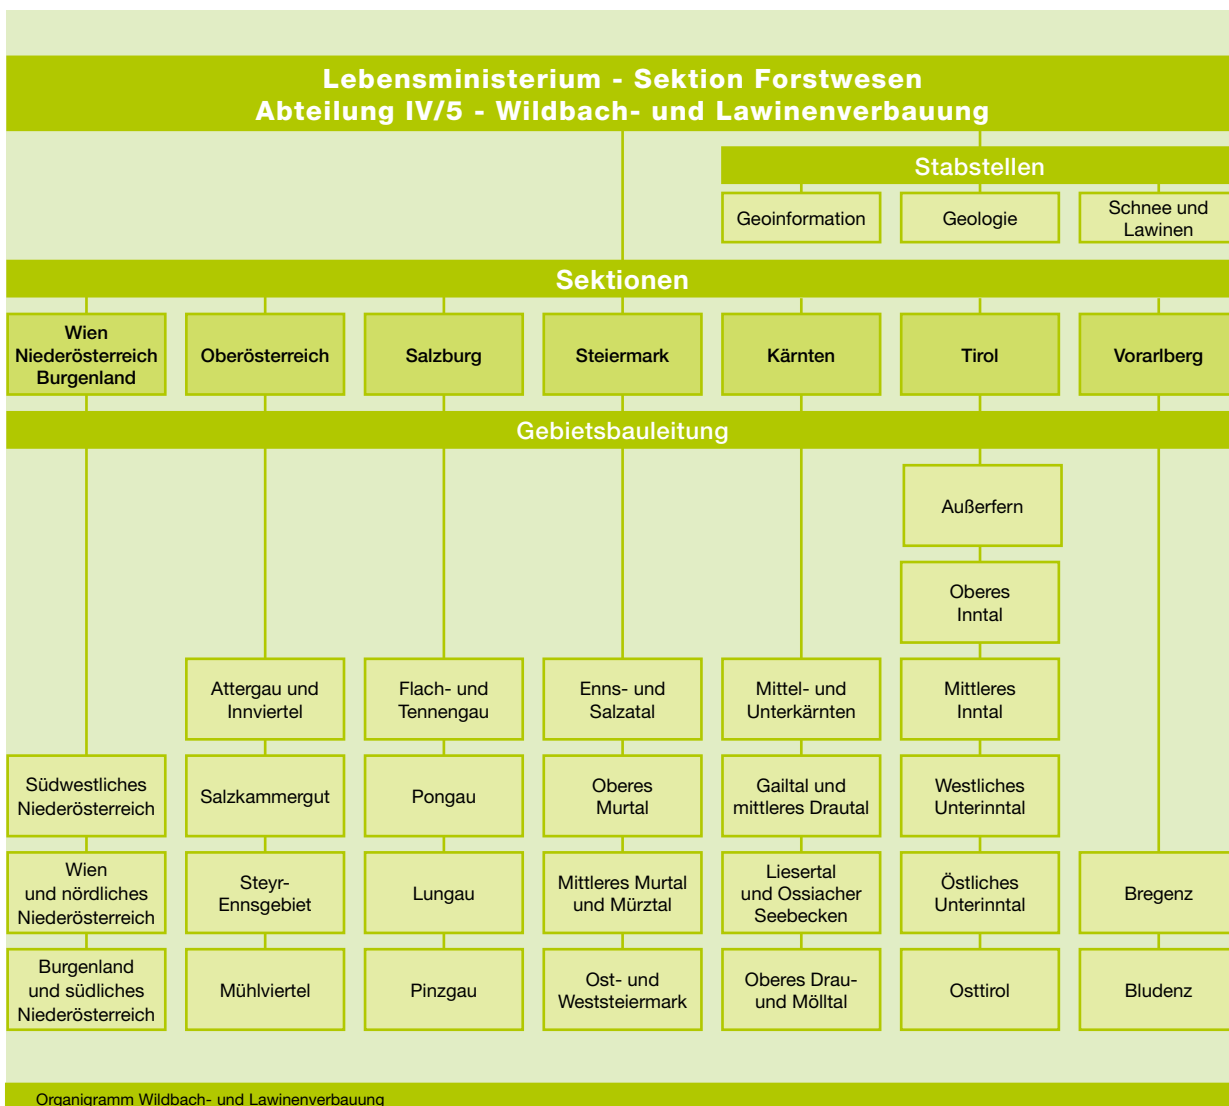 Lebensministerium - Sektion Forstwesen
Abteilung IV/5 - Wildbach- und Lawinenverbauung
Stabstellen
Geoinformation
Geologie
Schnee und
Lawinen
Sektionen
Wien
Niederösterreich
Burgenland
Oberösterreich
Salzburg
Steiermark
Kärnten
Tirol
Vorarlberg
Gebietsbauleitung
Südwestliches
Niederösterreich
Wien
und nördliches
Niederösterreich
Burgenland
und südliches
Niederösterreich
Attergau und
Innviertel
Salzkammergut
Steyr-
Ennsgebiet
Mühlviertel
Flach- und
Tennengau
Pongau
Lungau
Pinzgau
Enns- und
Salzatal
Oberes
Murtal
Mittleres Murtal
und Mürztal
Ost- und
Weststeiermark
Mittel- und
Unterkärnten
Gailtal und
mittleres Drautal
Liesertal
und Ossiacher
Seebecken
Oberes Drau-
und Mölltal
Außerfern
Oberes
Inntal
Mittleres
Inntal
Westliches
Unterinntal
Östliches
Unterinntal
Osttirol
Bregenz
Bludenz
Organigramm Wildbach- und Lawinenverbauung